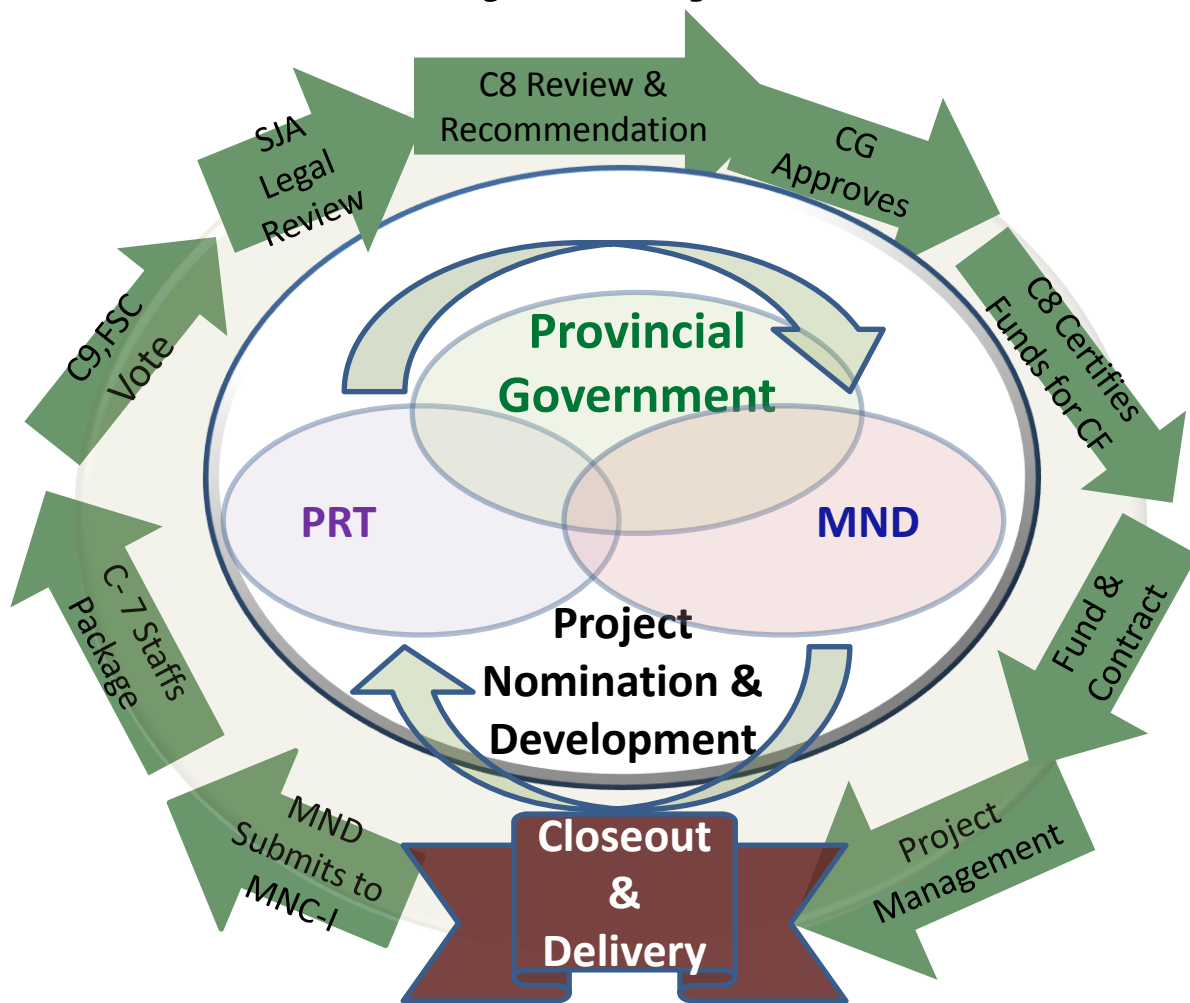 C8 Review &
Recommendation
CG
Approves
C8 Certifies
Funds for CF
Fund &
Contract
Project
Management
Closeout
&
Delivery
MND
Submits to
MNC-I
C- 7 Staffs
Package
C9,FSC
Vote
SJA
Legal
Review
Provincial
Government
PRT
MND
Project
Nomination &
Development